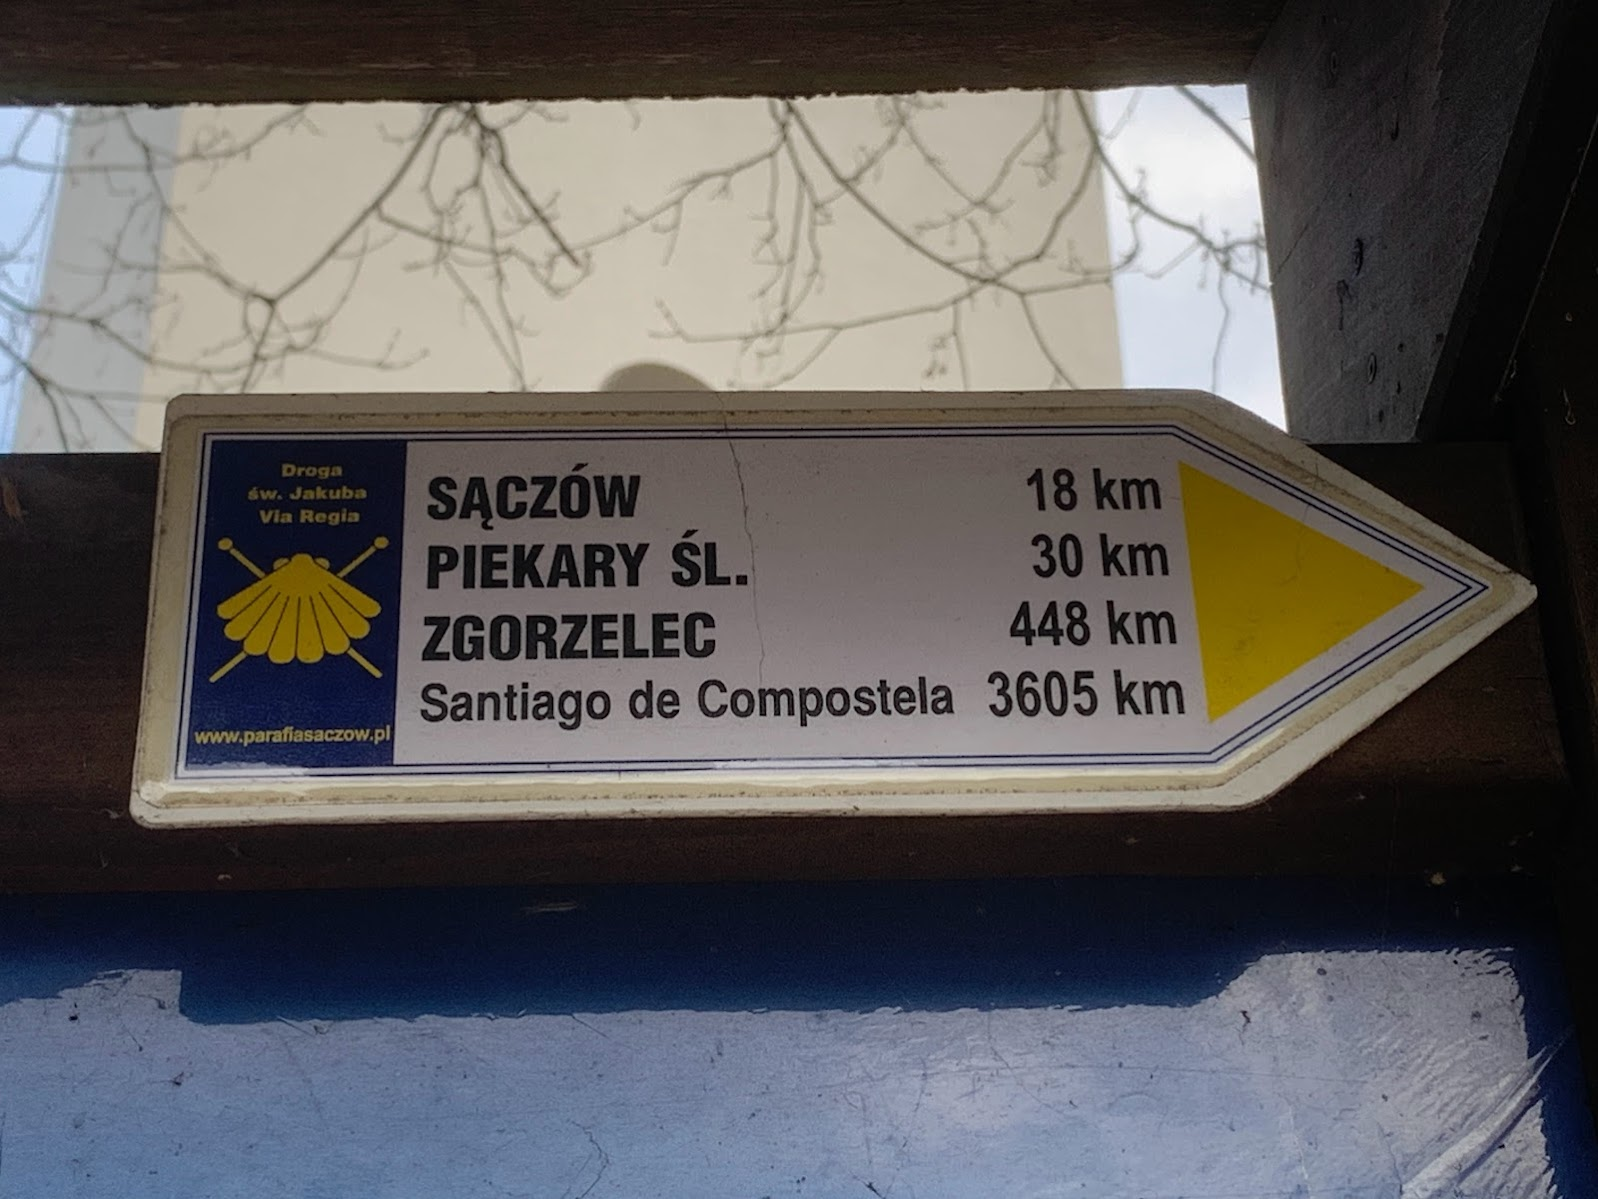 Droga
św. Jakuba
Via Regia
www.parafiasaczow.pl
SĄCZÓW 18 km
PIEKARY ŚL. 30 km
ZGORZELEC 448 km
Santiago de Compostela 3605 km